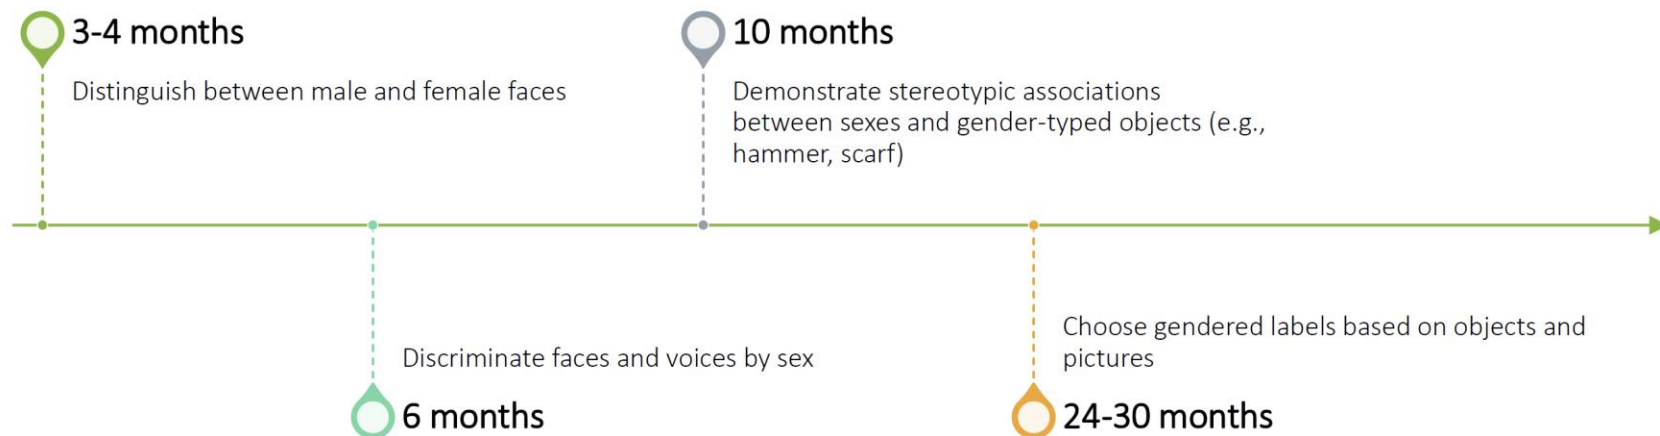 3-4 months
Distinguish between male and female faces
6 months
Discriminate faces and voices by sex
10 months
Demonstrate stereotypic associations
between sexes and gender-typed objects (e.g.,
hammer, scarf)
24-30 months
Choose gendered labels based on objects and
pictures